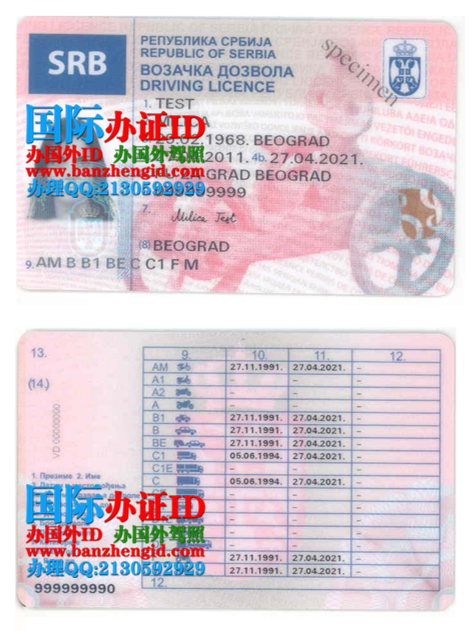 SRB
РЕПУБЛИКА СРБИЈА
REPUBLIC OF SERBIA
ВОЗАЧКА ДОЗВОЛА
DRIVING LICENCE
specimen
1. TEST
国际办证ID
办国外ID 办国外驾照
www.banzhengid.com
办理QQ:2130592929
.02.1968. BEOGRAD
.2011. 4b. 27.04.2021.
GRAD BEOGRAD
999999
7. Milica Test
(8) BEOGRAD
9. AM B B1 BE C C1 F M
13.
(14.)
9. 10. 11. 12.
AM 27.11.1991. 27.04.2021. –
A1 – – –
A2 – – –
A – – –
B1 27.11.1991. 27.04.2021. –
B 27.11.1991. 27.04.2021. –
BE 27.11.1991. 27.04.2021. –
C1 05.06.1994. 27.04.2021. –
C1E – – –
C 05.06.1994. 27.04.2021. –
VD 00000000
1. Презиме 2. Име
国际办证ID
办国外ID 办国外驾照
www.banzhengid.com
办理QQ:2130592929
27.11.1991. 27.04.2021. –
27.11.1991. 27.04.2021. –
999999990
12.